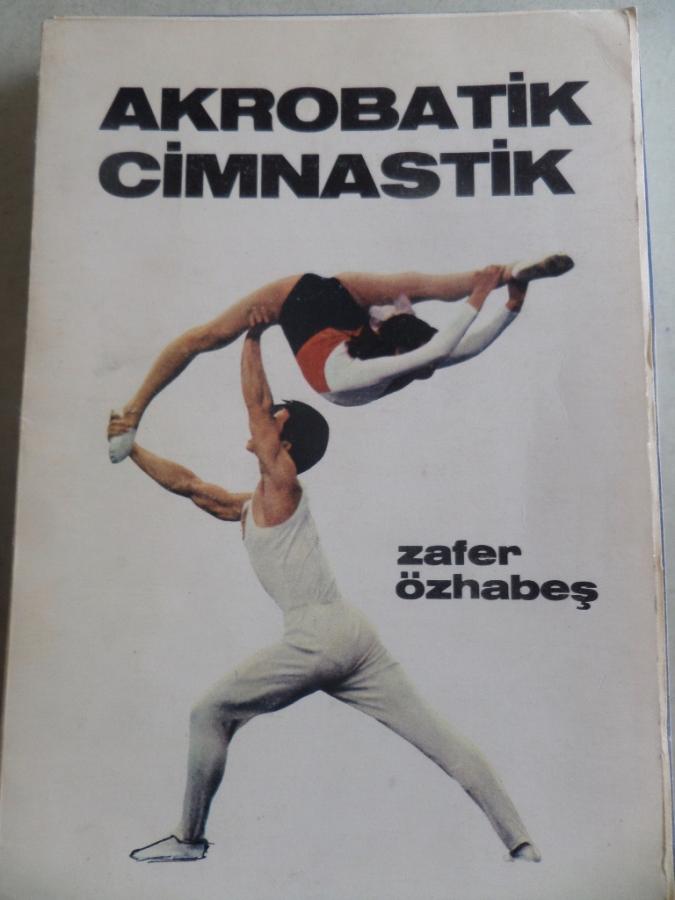 AKROBATİK
CİMNASTİK
zafer
özhabeş